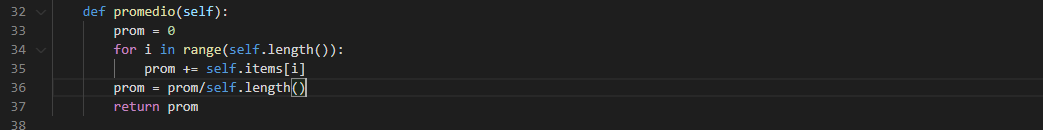 32 def promedio(self):
33 prom = 0
34 for i in range(self.length()):
35 prom += self.items[i]
36 prom = prom/self.length()
37 return prom
38